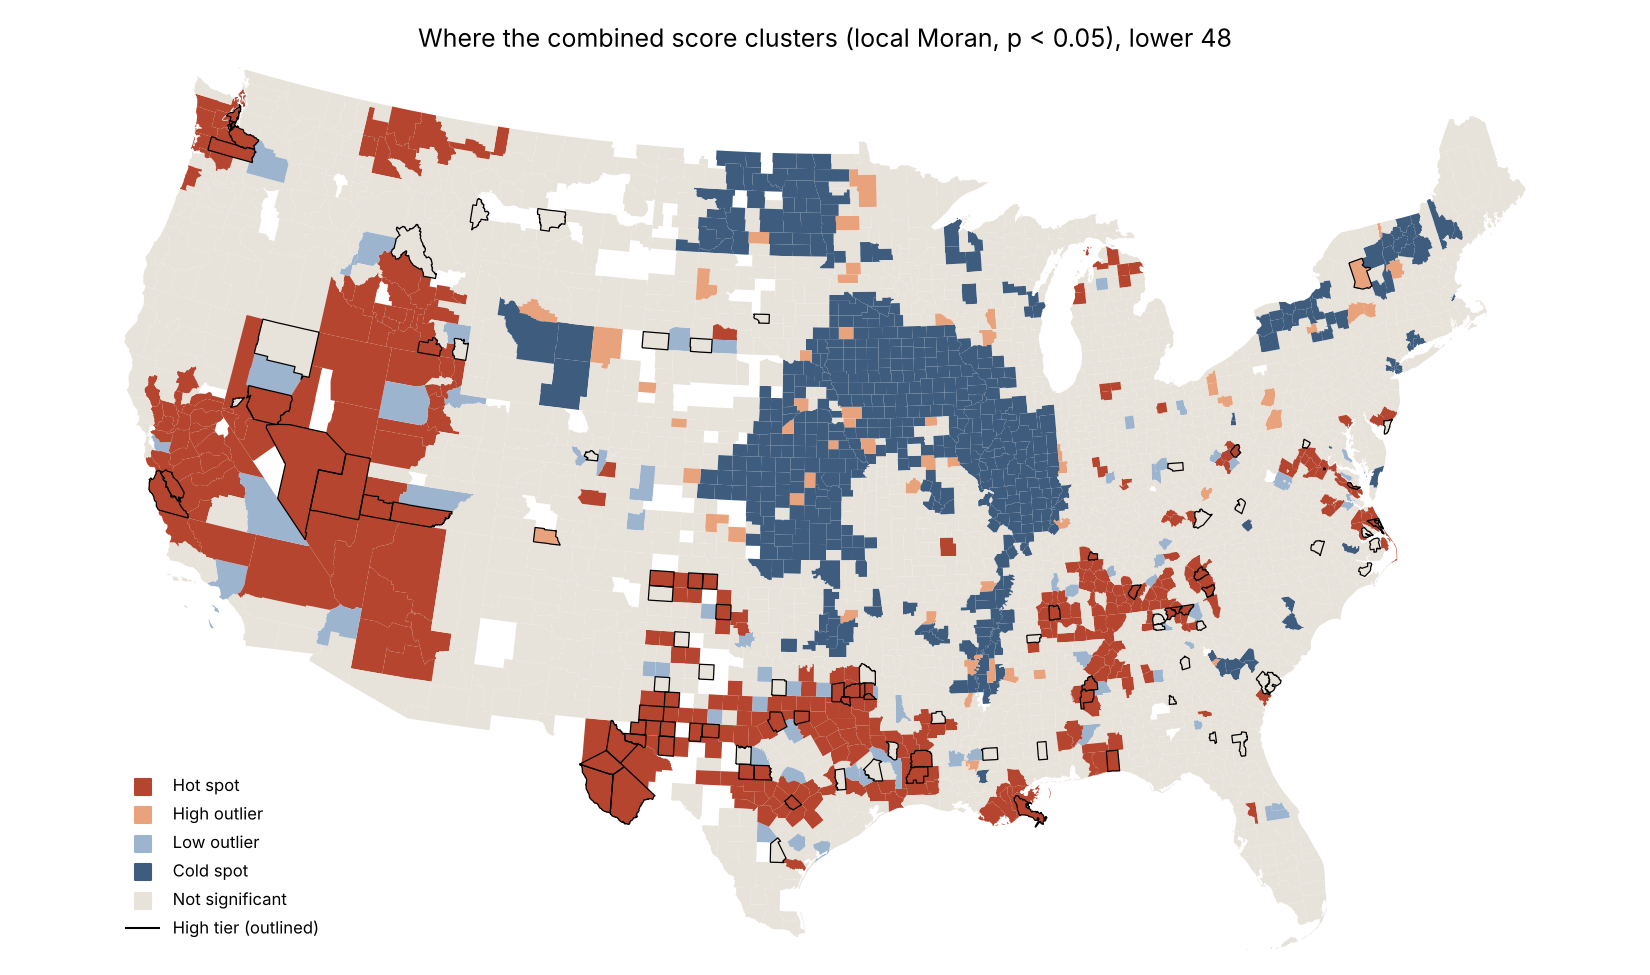 Where the combined score clusters (local Moran, p < 0.05), lower 48
Hot spot
High outlier
Low outlier
Cold spot
Not significant
High tier (outlined)